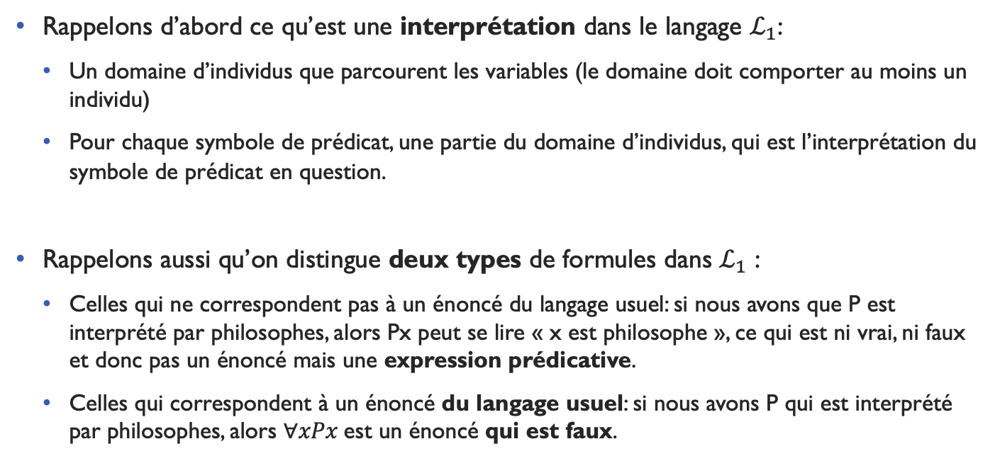 • Rappelons d’abord ce qu’est une interprétation dans le langage ℒ₁:
• Un domaine d’individus que parcourent les variables (le domaine doit comporter au moins un
individu)
• Pour chaque symbole de prédicat, une partie du domaine d’individus, qui est l’interprétation du
symbole de prédicat en question.
• Rappelons aussi qu’on distingue deux types de formules dans ℒ₁ :
• Celles qui ne correspondent pas à un énoncé du langage usuel: si nous avons que P est
interprété par philosophes, alors Px peut se lire « x est philosophe », ce qui est ni vrai, ni faux
et donc pas un énoncé mais une expression prédicative.
• Celles qui correspondent à un énoncé du langage usuel: si nous avons P qui est interprété
par philosophes, alors ∀𝑥𝑃𝑥 est un énoncé qui est faux.